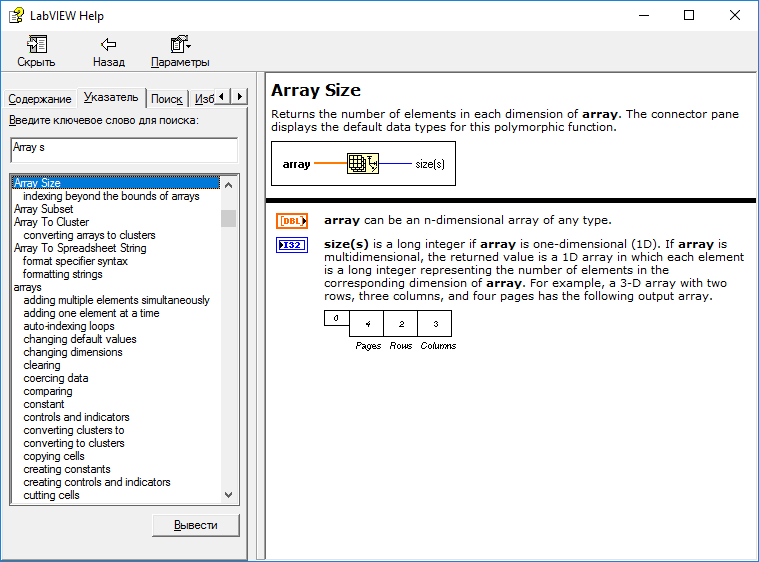 LabVIEW Help
Скрыть Назад Параметры
Содержание Указатель Поиск Изб
Введите ключевое слово для поиска:
Array s
Array Size
indexing beyond the bounds of arrays
Array Subset
Array To Cluster
converting arrays to clusters
Array To Spreadsheet String
format specifier syntax
formatting strings
arrays
adding multiple elements simultaneously
adding one element at a time
auto-indexing loops
changing default values
changing dimensions
clearing
coercing data
comparing
constant
controls and indicators
converting clusters to
converting to clusters
copying cells
creating constants
creating controls and indicators
cutting cells
Вывести
Array Size
Returns the number of elements in each dimension of array. The connector pane
displays the default data types for this polymorphic function.
array size(s)
DBL array can be an n-dimensional array of any type.
I32 size(s) is a long integer if array is one-dimensional (1D). If array is
multidimensional, the returned value is a 1D array in which each element
is a long integer representing the number of elements in the
corresponding dimension of array. For example, a 3-D array with two
rows, three columns, and four pages has the following output array.
0 4 2 3
Pages Rows Columns